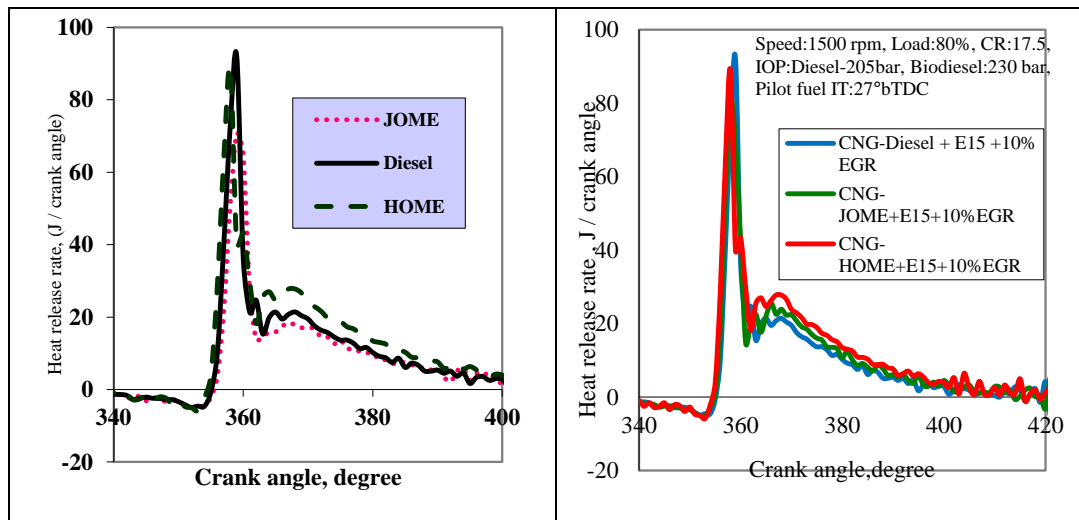 Heat release rate, (J / crank angle)
100
80
60
40
20
0
-20
340
360
380
400
Crank angle, degree
JOME
Diesel
HOME
Heat release rate , J / crank angle
100
80
60
40
20
0
-20
340
360
380
400
420
Crank angle,degree
Speed:1500 rpm, Load:80%, CR:17.5,
IOP:Diesel-205bar, Biodiesel:230 bar,
Pilot fuel IT:27°bTDC
CNG-Diesel + E15 +10%
EGR
CNG-
JOME+E15+10%EGR
CNG-
HOME+E15+10%EGR